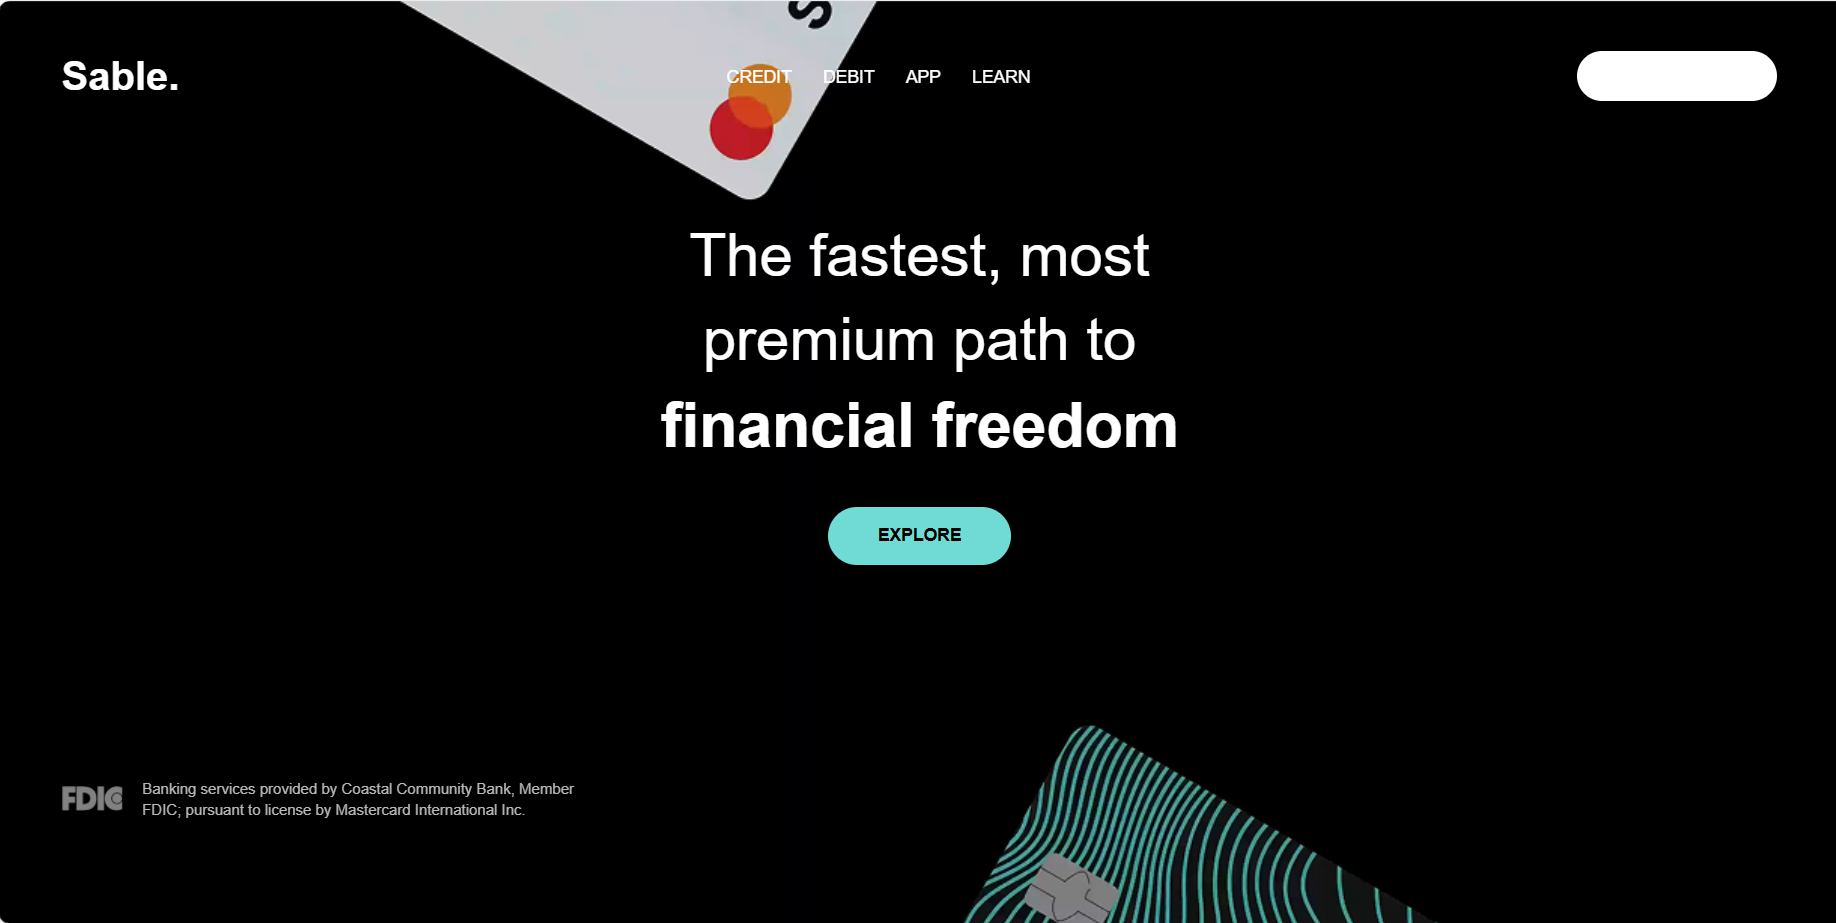 S
Sable.
CREDIT DEBIT APP LEARN
The fastest, most
premium path to
financial freedom
EXPLORE
FDIC
Banking services provided by Coastal Community Bank, Member
FDIC; pursuant to license by Mastercard International Inc.